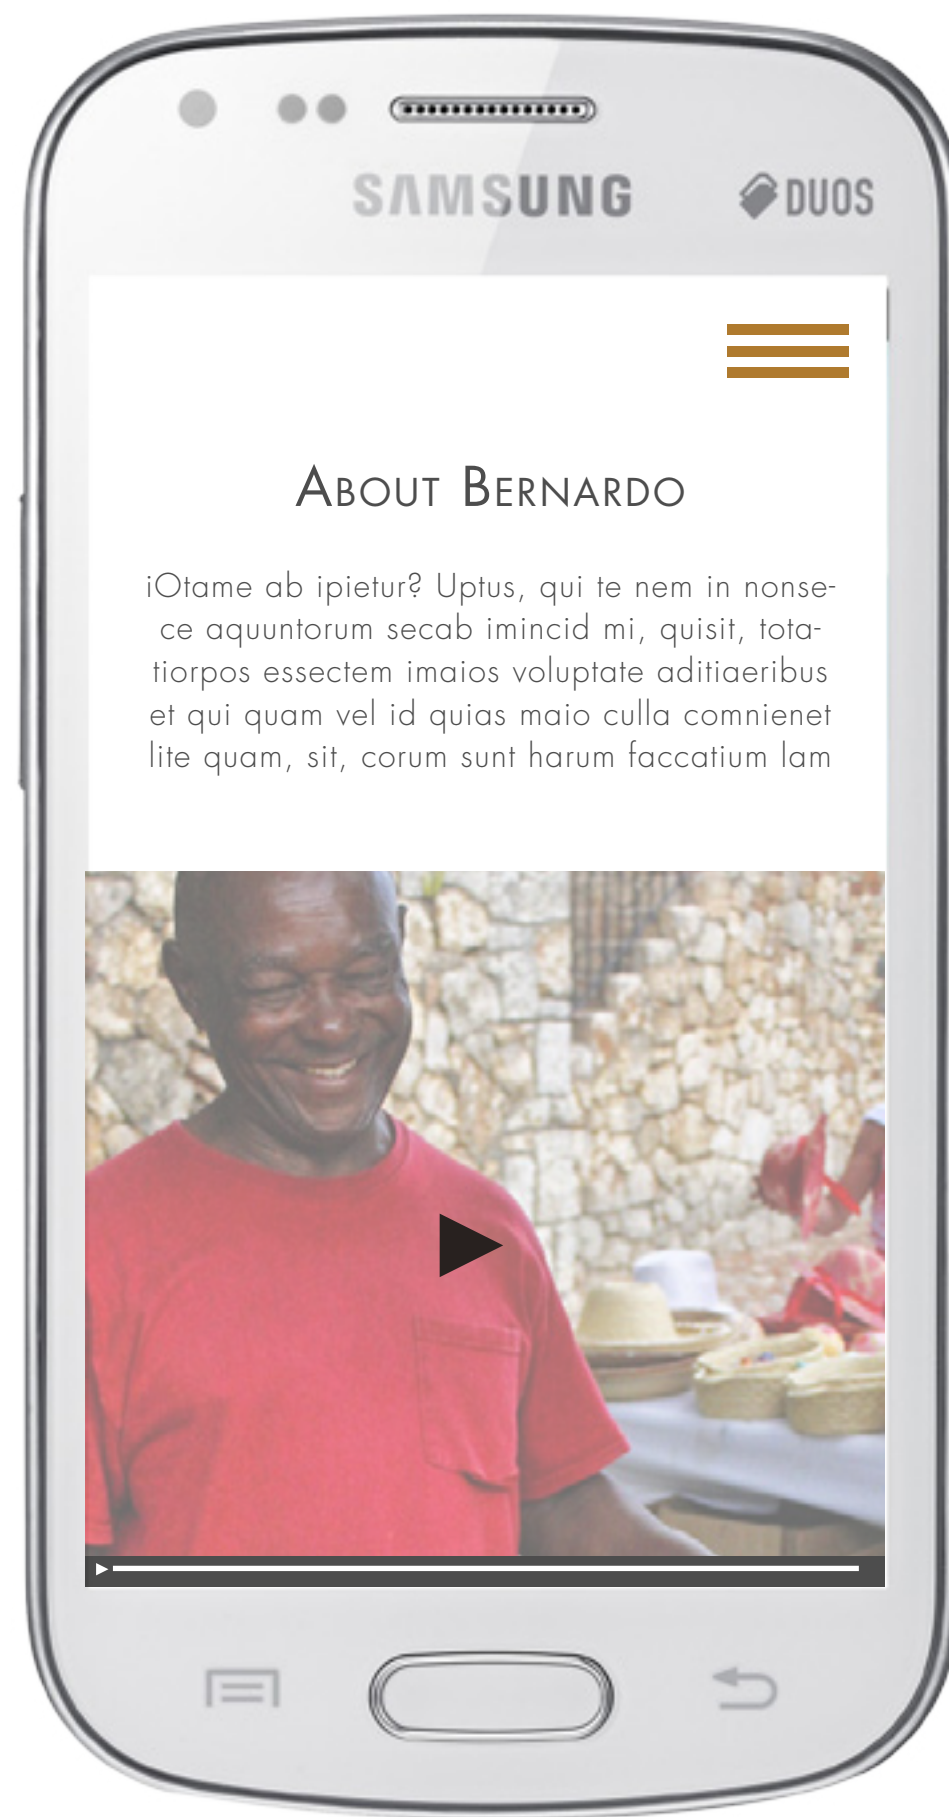 SAMSUNG
DUOS
About Bernardo
iOtame ab ipietur? Uptus, qui te nem in nonse-
ce aquuntorum secab imincid mi, quisit, tota-
tiorpos essectem imaios voluptate aditiaeribus
et qui quam vel id quias maio culla comnienet
lite quam, sit, corum sunt harum faccatium lam